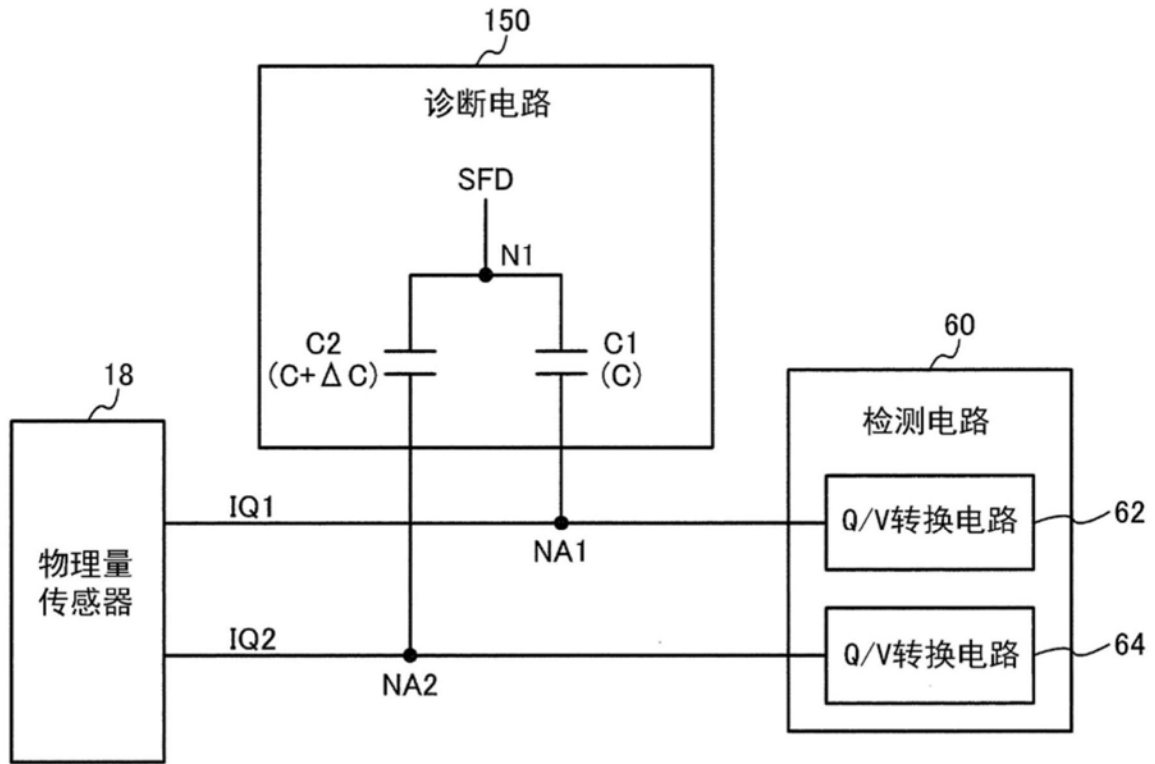 150
诊断电路
SFD
N1
C2
(C+ΔC)
C1
(C)
18
物理量
传感器
IQ1
NA1
IQ2
NA2
60
检测电路
Q/V转换电路
62
Q/V转换电路
64